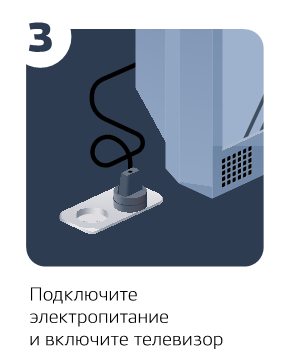 3
Подключите
электропитание
и включите телевизор